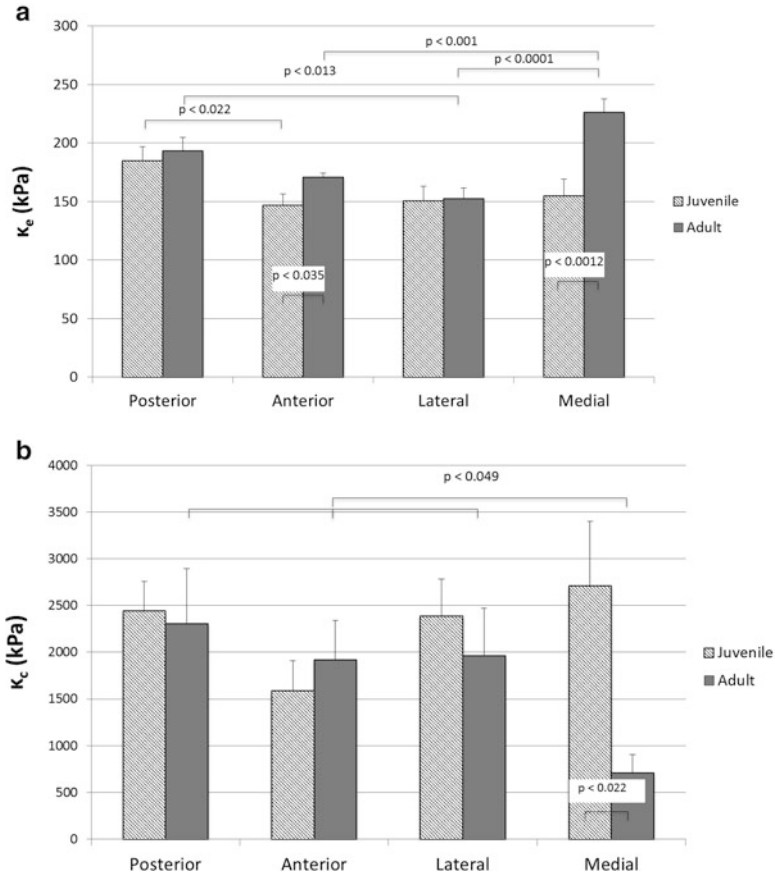 a
300
250
200
150
100
50
0
κe (kPa)
p < 0.001
p < 0.013
p < 0.0001
p < 0.022
p < 0.035
p < 0.0012
Juvenile
Adult
Posterior Anterior Lateral Medial
b
4000
3500
3000
2500
2000
1500
1000
500
0
κc (kPa)
p < 0.049
p < 0.022
Juvenile
Adult
Posterior Anterior Lateral Medial